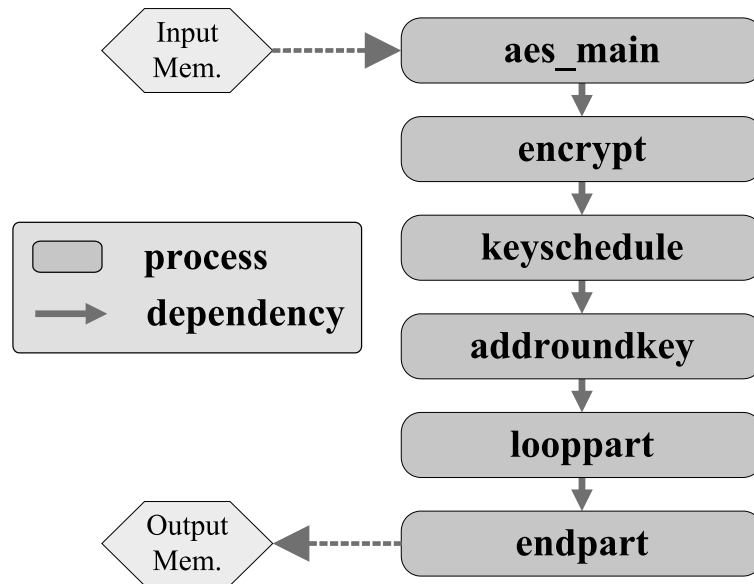 Input
Mem.
aes_main
encrypt
keyschedule
process
dependency
addroundkey
looppart
Output
Mem.
endpart